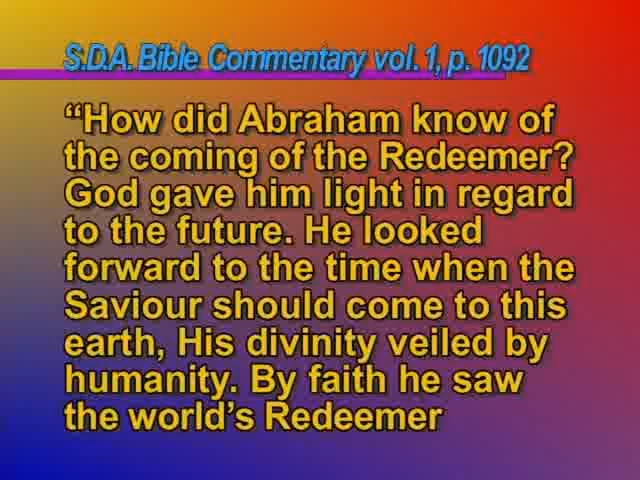 S.D.A. Bible Commentary vol. 1, p. 1092
“How did Abraham know of
the coming of the Redeemer?
God gave him light in regard
to the future. He looked
forward to the time when the
Saviour should come to this
earth, His divinity veiled by
humanity. By faith he saw
the world’s Redeemer